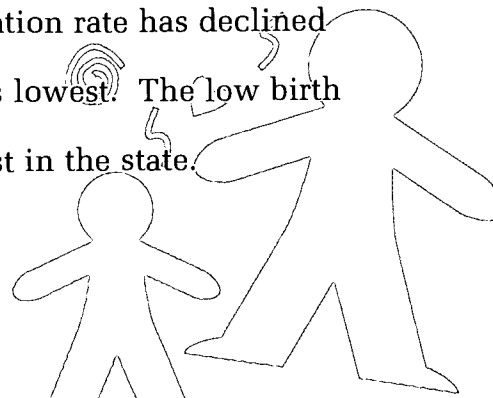 ation rate has declined
s lowest. The low birth
st in the state.